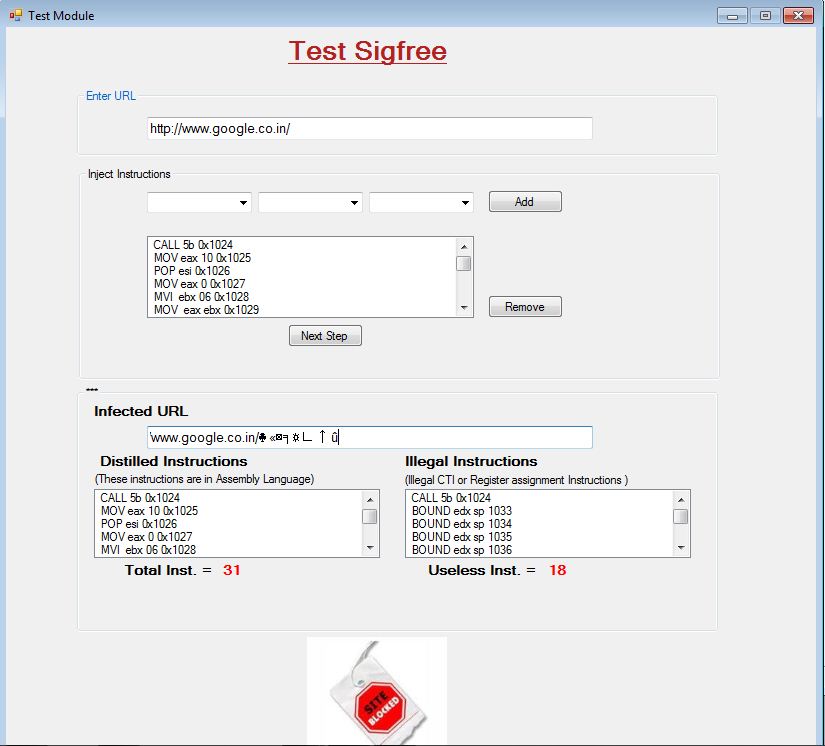 Test Module
Test Sigfree
Enter URL
http://www.google.co.in/
Inject Instructions
Add
CALL 5b 0x1024
MOV eax 10 0x1025
POP esi 0x1026
MOV eax 0 0x1027
MVI  ebx 06 0x1028
MOV  eax ebx 0x1029
Remove
Next Step
***
Infected URL
'www.google.co.in/♣ «◙╕☼∟ ↑ û
Distilled Instructions
(These instructions are in Assembly Language)
CALL 5b 0x1024
MOV eax 10 0x1025
POP esi 0x1026
MOV eax 0 0x1027
MVI  ebx 06 0x1028
Total Inst. = 31
Illegal Instructions
(Illegal CTI or Register assignment Instructions )
CALL 5b 0x1024
BOUND edx sp 1033
BOUND edx sp 1034
BOUND edx sp 1035
BOUND edx sp 1036
Useless Inst. = 18
SITE
BLOCKED